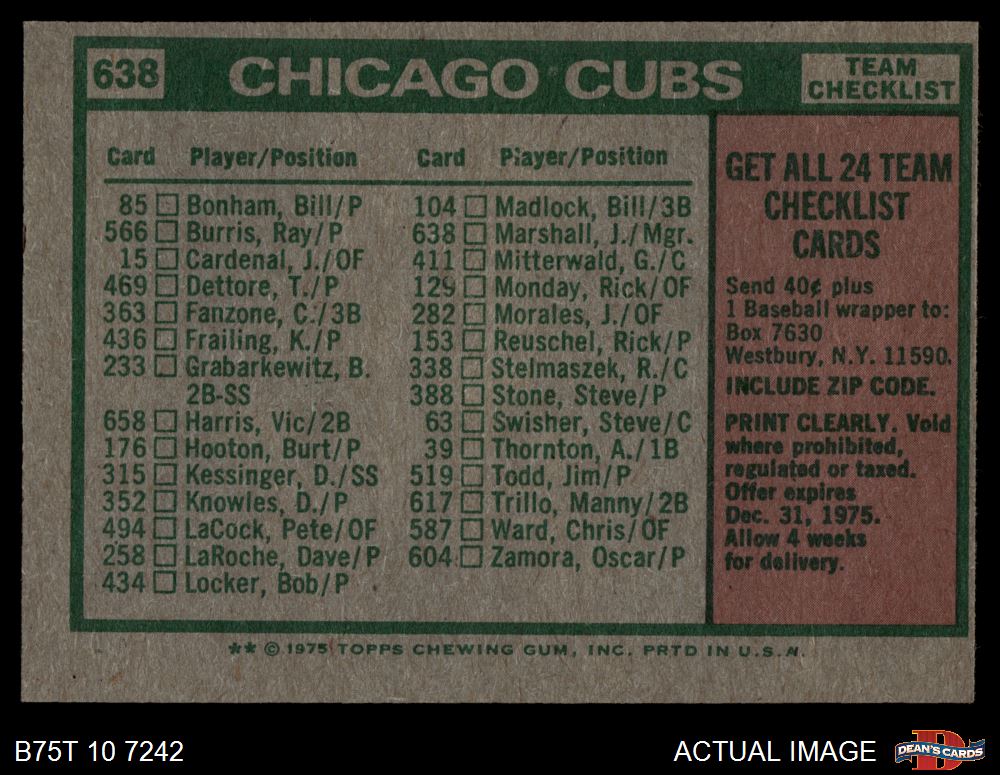 638
CHICAGO CUBS
TEAM
CHECKLIST
Card Player/Position
85 Bonham, Bill/P
566 Burris, Ray/P
15 Cardenal, J./OF
469 Dettore, T./P
363 Fanzone, C./3B
436 Frailing, K./P
233 Grabarkewitz, B.
2B-SS
658 Harris, Vic/2B
176 Hooton, Burt/P
315 Kessinger, D./SS
352 Knowles, D./P
494 LaCock, Pete/OF
258 LaRoche, Dave/P
434 Locker, Bob/P
Card Player/Position
104 Madlock, Bill/3B
638 Marshall, J./Mgr.
411 Mitterwald, G./C
129 Monday, Rick/OF
282 Morales, J./OF
153 Reuschel, Rick/P
338 Stelmaszek, R./C
388 Stone, Steve/P
63 Swisher, Steve/C
39 Thornton, A./1B
519 Todd, Jim/P
617 Trillo, Manny/2B
587 Ward, Chris/OF
604 Zamora, Oscar/P
GET ALL 24 TEAM
CHECKLIST
CARDS
Send 40¢ plus
1 Baseball wrapper to:
Box 7630
Westbury, N.Y. 11590.
INCLUDE ZIP CODE.
PRINT CLEARLY. Void
where prohibited,
regulated or taxed.
Offer expires
Dec. 31, 1975.
Allow 4 weeks
for delivery.
** © 1975 TOPPS CHEWING GUM, INC. PRTD IN U.S.A.
B75T 10 7242
ACTUAL IMAGE
D
DEAN'S CARDS